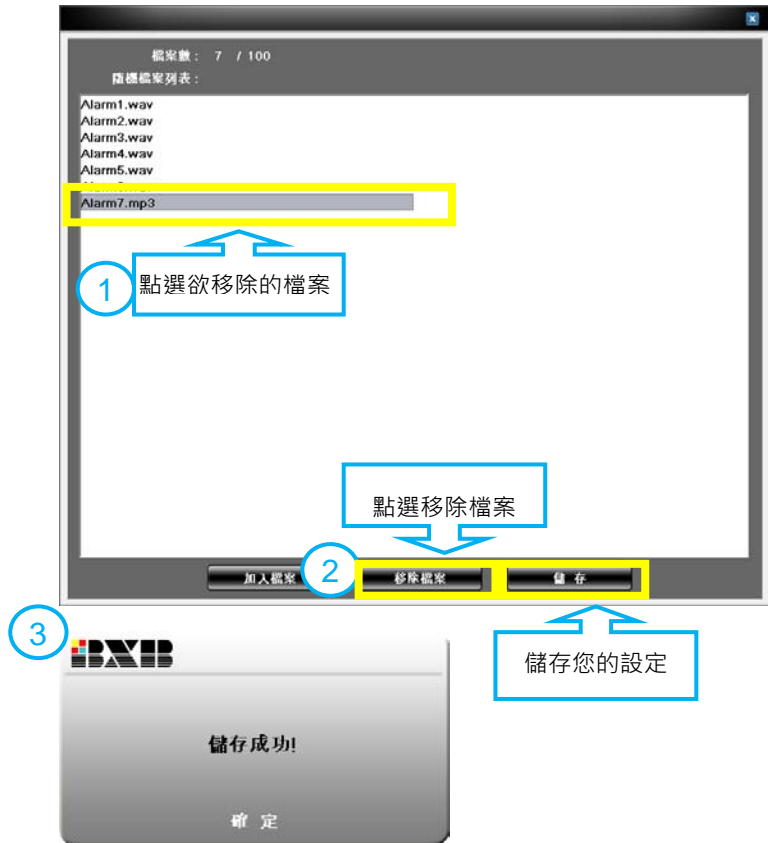 檔案數： 7 / 100
隨機檔案列表：
Alarm1.wav
Alarm2.wav
Alarm3.wav
Alarm4.wav
Alarm5.wav
Alarm7.mp3
1
點選欲移除的檔案
點選移除檔案
加入檔案
2
移除檔案
儲存
3
BXB
儲存您的設定
儲存成功!
確定